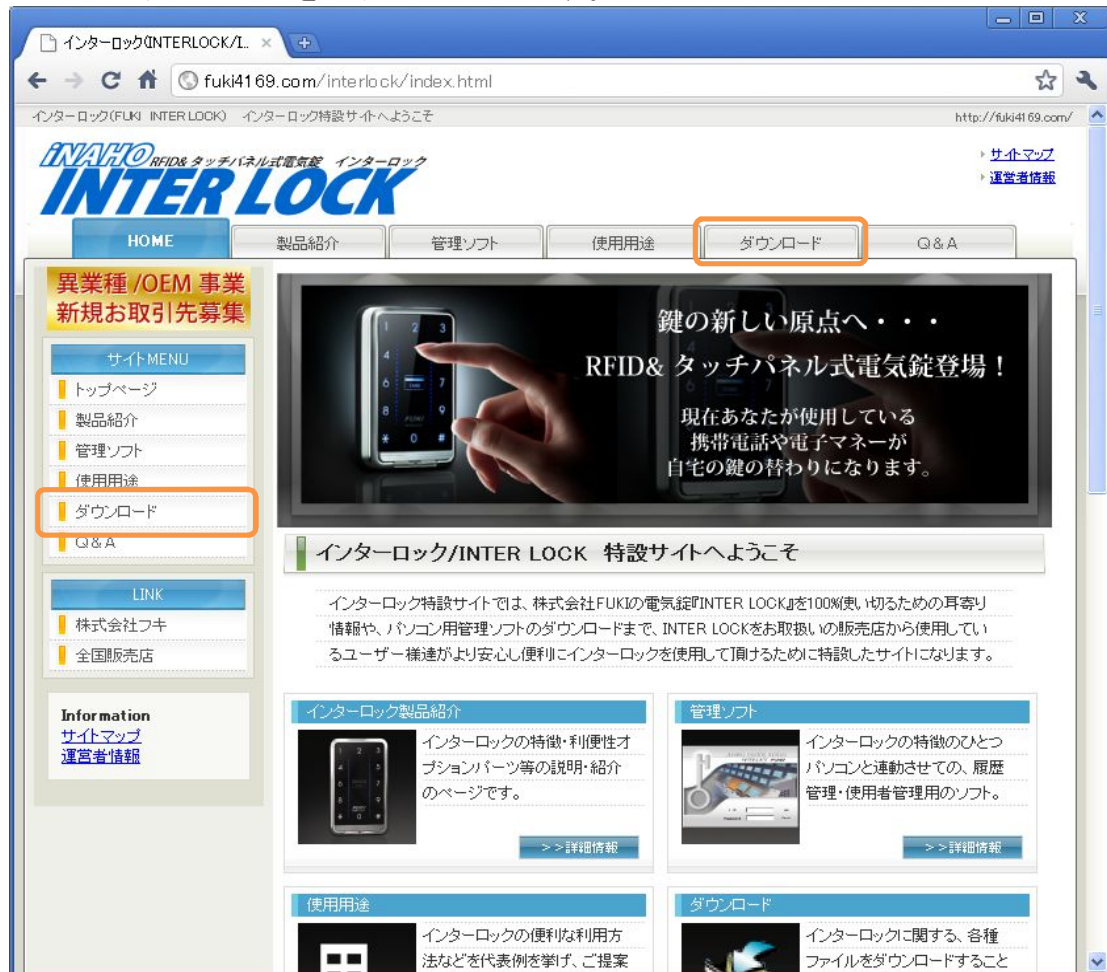 インターロック(INTERLOCK/I..
fuki4169.com/interlock/index.html
インターロック(FUKI INTER LOOK) インターロック特設サイトへようこそ
http://fuki4169.com/
iNAHO RFID& タッチパネル式電気錠 インターロック
INTER LOCK
サイトマップ
運営者情報
HOME
製品紹介
管理ソフト
使用用途
ダウンロード
Q&A
異業種/OEM 事業
新規お取引先募集
サイトMENU
トップページ
製品紹介
管理ソフト
使用用途
ダウンロード
Q&A
LINK
株式会社フキ
全国販売店
Information
サイトマップ
運営者情報
鍵の新しい原点へ・・・
RFID& タッチパネル式電気錠登場!
現在あなたが使用している
携帯電話や電子マネーが
自宅の鍵の替わりになります。
インターロック/INTER LOCK 特設サイトへようこそ
インターロック特設サイトでは、株式会社FUKIの電気錠『INTER LOCK』を100%使い切るための耳寄り
情報や、パソコン用管理ソフトのダウンロードまで、INTER LOCKをお取扱いの販売店から使用してい
るユーザー様達がより安心し便利にインターロックを使用して頂けるために特設したサイトになります。
インターロック製品紹介
インターロックの特徴・利便性オ
プションパーツ等の説明・紹介
のページです。
>>詳細情報
管理ソフト
インターロックの特徴のひとつ
パソコンと連動させての、履歴
管理・使用者管理用のソフト。
>>詳細情報
使用用途
インターロックの便利な利用方
法などを代表例を挙げ、ご提案
ダウンロード
インターロックに関する、各種
ファイルをダウンロードすること